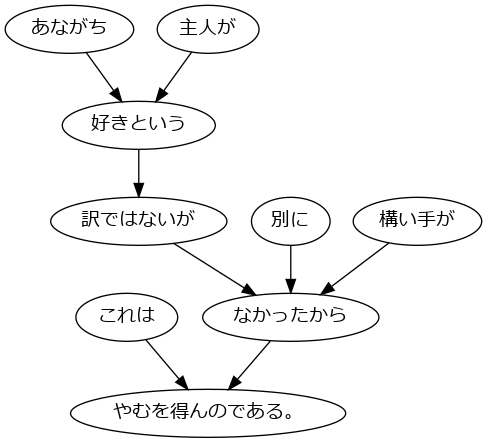 あながち
主人が
好きという
訳ではないが
別に
構い手が
これは
なかったから
やむを得んのである。